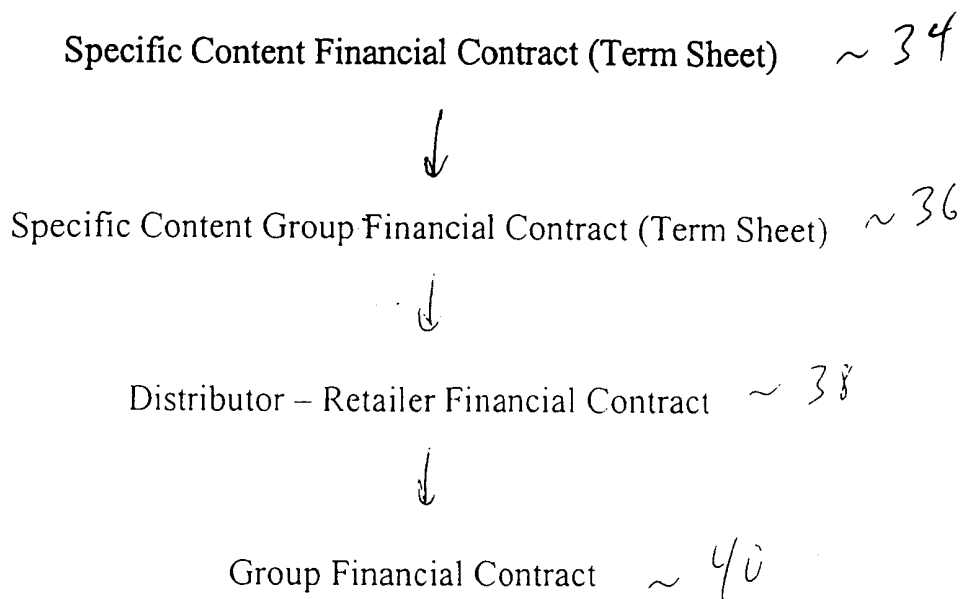 Specific Content Financial Contract (Term Sheet) ~ 34
Specific Content Group Financial Contract (Term Sheet) ~ 36
Distributor – Retailer Financial Contract ~ 38
Group Financial Contract ~ 40